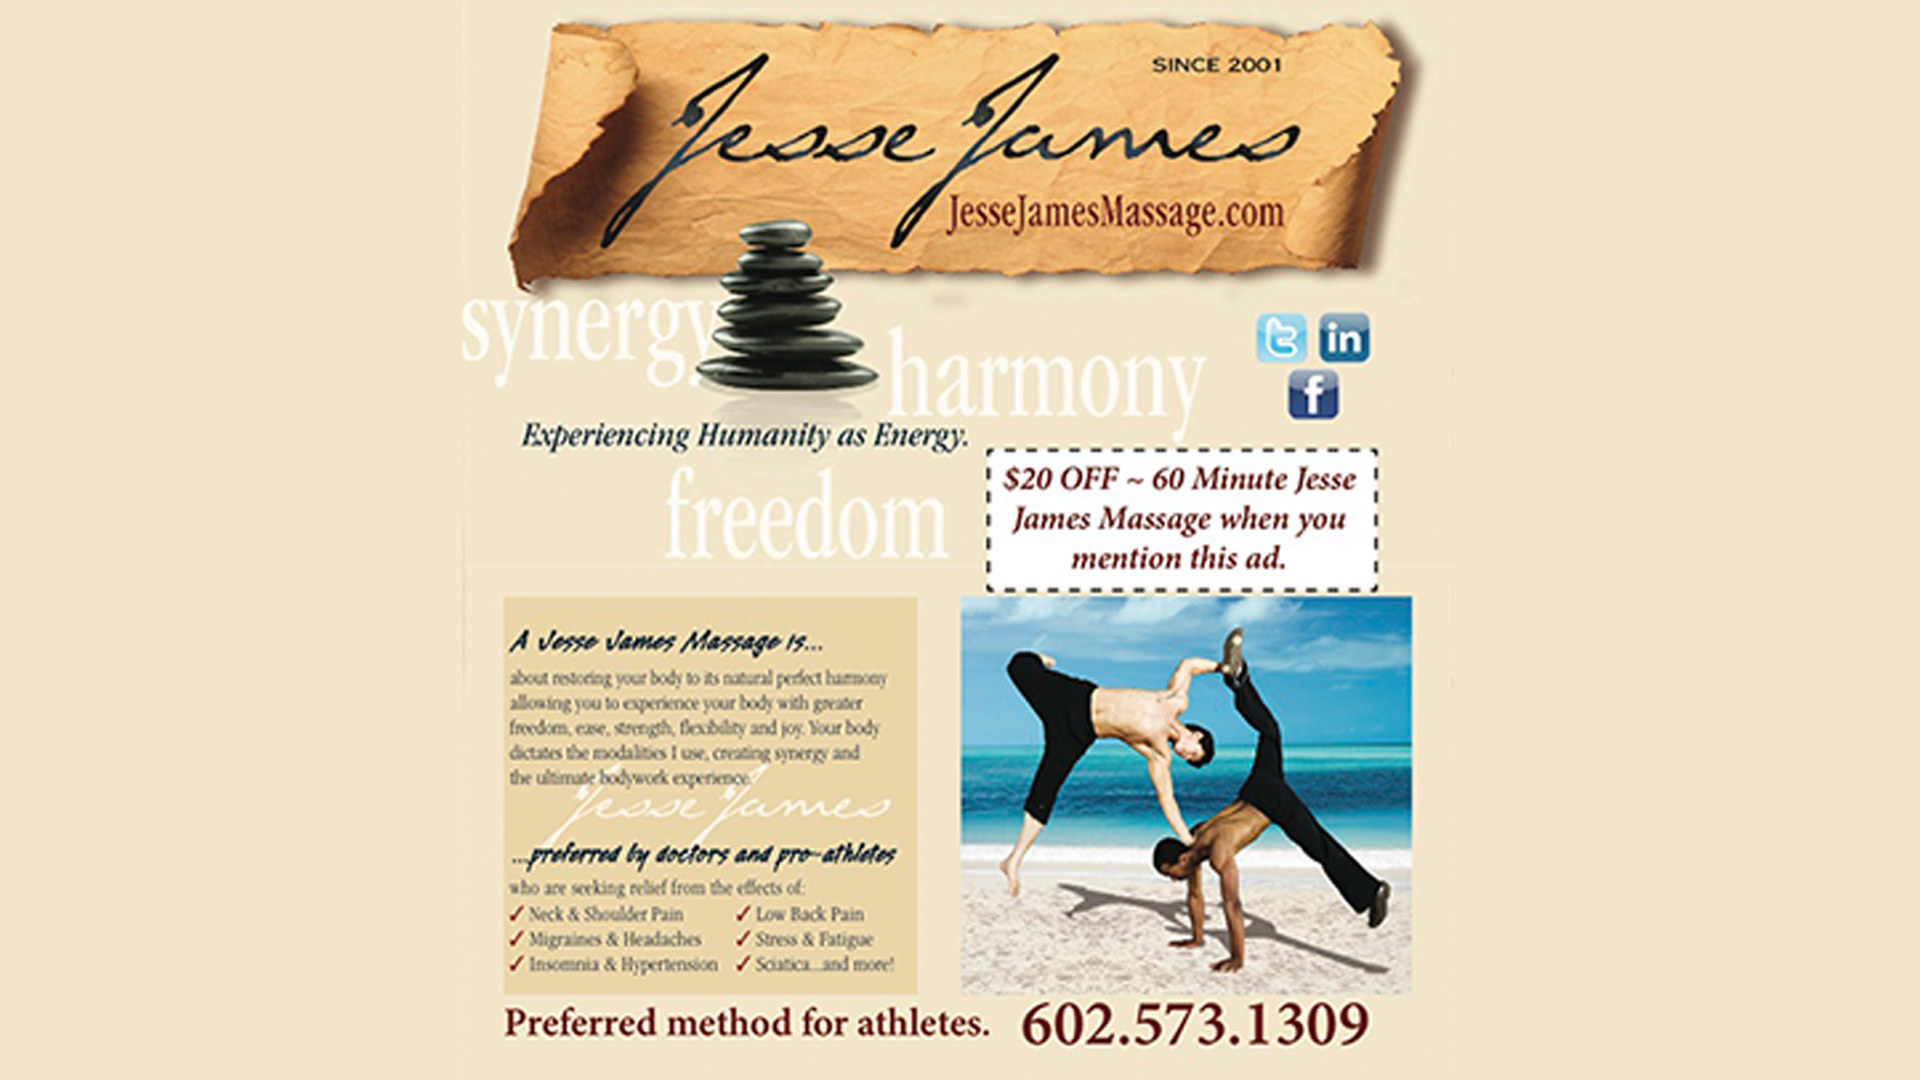 SINCE 2001
Jesse James
JesseJamesMassage.com
synergy
harmony
Experiencing Humanity as Energy.
freedom
$20 OFF ~ 60 Minute Jesse
James Massage when you
mention this ad.
A Jesse James Massage is...
about restoring your body to its natural perfect harmony
allowing you to experience your body with greater
freedom, ease, strength, flexibility and joy. Your body
dictates the modalities I use, creating synergy and
the ultimate bodywork experience.
Jesse James
...preferred by doctors and pro-athletes
who are seeking relief from the effects of:
✓ Neck & Shoulder Pain
✓ Migraines & Headaches
✓ Insomnia & Hypertension
✓ Low Back Pain
✓ Stress & Fatigue
✓ Sciatica...and more!
Preferred method for athletes.
602.573.1309